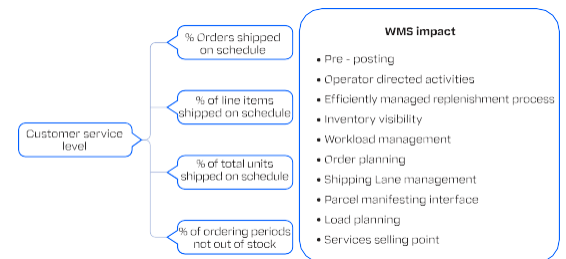 Customer service
level
% Orders shipped
on schedule
% of line items
shipped on schedule
% of total units
shipped on schedule
% of ordering periods
not out of stock
WMS impact
• Pre - posting
• Operator directed activities
• Efficiently managed replenishment process
• Inventory visibility
• Workload management
• Order planning
• Shipping Lane management
• Parcel manifesting interface
• Load planning
• Services selling point